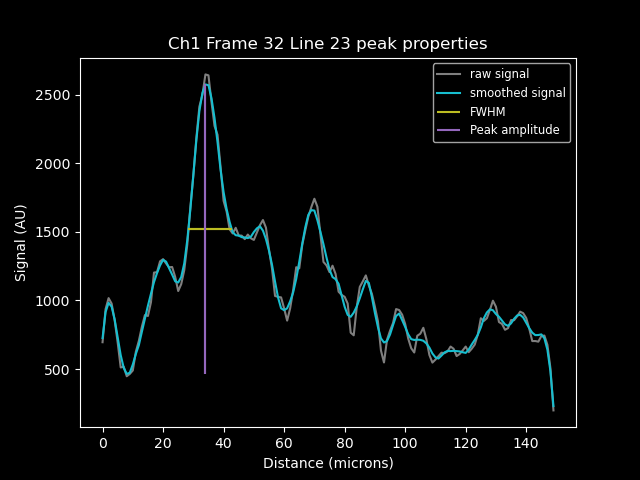 Ch1 Frame 32 Line 23 peak properties
raw signal
smoothed signal
FWHM
Peak amplitude
Signal (AU)
2500
2000
1500
1000
500
0 20 40 60 80 100 120 140
Distance (microns)